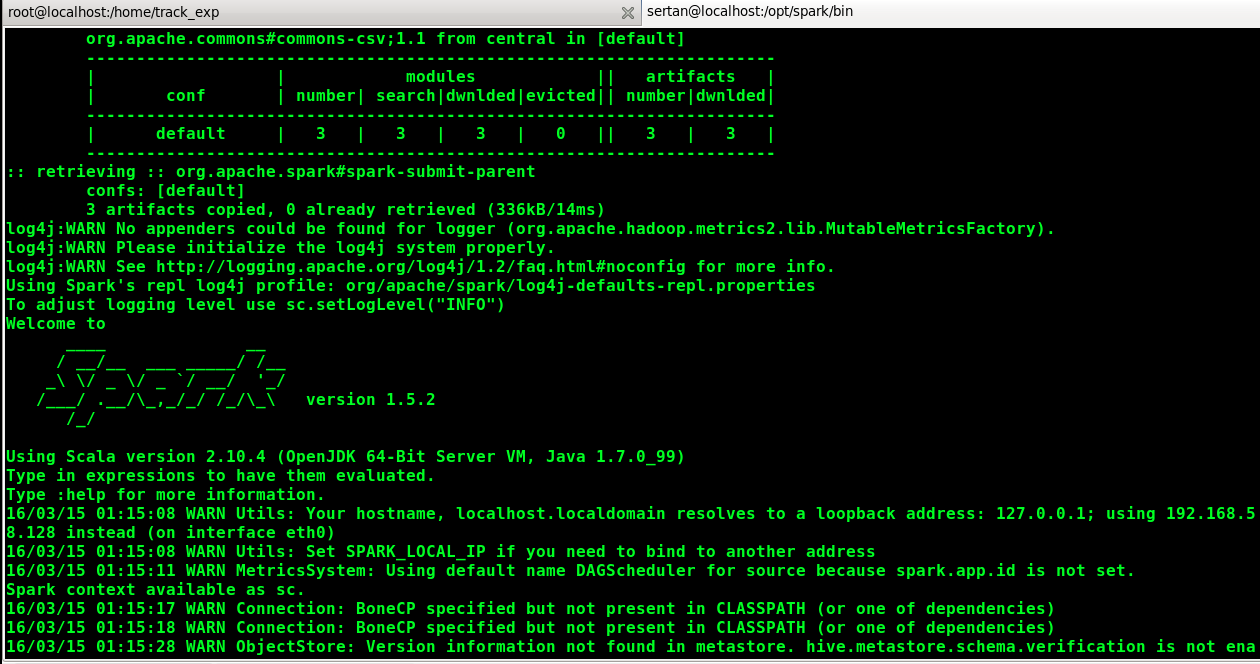 root@localhost:/home/track_exp
sertan@localhost:/opt/spark/bin
org.apache.commons#commons-csv;1.1 from central in [default]
---------------------------------------------------------------------
|                  |            modules            ||   artifacts   |
|       conf       | number| search|dwnlded|evicted|| number|dwnlded|
---------------------------------------------------------------------
|      default     |   3   |   3   |   3   |   0   ||   3   |   3   |
---------------------------------------------------------------------
:: retrieving :: org.apache.spark#spark-submit-parent
confs: [default]
3 artifacts copied, 0 already retrieved (336kB/14ms)
log4j:WARN No appenders could be found for logger (org.apache.hadoop.metrics2.lib.MutableMetricsFactory).
log4j:WARN Please initialize the log4j system properly.
log4j:WARN See http://logging.apache.org/log4j/1.2/faq.html#noconfig for more info.
Using Spark's repl log4j profile: org/apache/spark/log4j-defaults-repl.properties
To adjust logging level use sc.setLogLevel("INFO")
Welcome to
      ____              __
     / __/__  ___ _____/ /__
    _\ \/ _ \/ _ `/ __/  '_/
   /___/ .__/\_,_/_/ /_/\_\   version 1.5.2
      /_/
Using Scala version 2.10.4 (OpenJDK 64-Bit Server VM, Java 1.7.0_99)
Type in expressions to have them evaluated.
Type :help for more information.
16/03/15 01:15:08 WARN Utils: Your hostname, localhost.localdomain resolves to a loopback address: 127.0.0.1; using 192.168.5
8.128 instead (on interface eth0)
16/03/15 01:15:08 WARN Utils: Set SPARK_LOCAL_IP if you need to bind to another address
16/03/15 01:15:11 WARN MetricsSystem: Using default name DAGScheduler for source because spark.app.id is not set.
Spark context available as sc.
16/03/15 01:15:17 WARN Connection: BoneCP specified but not present in CLASSPATH (or one of dependencies)
16/03/15 01:15:18 WARN Connection: BoneCP specified but not present in CLASSPATH (or one of dependencies)
16/03/15 01:15:28 WARN ObjectStore: Version information not found in metastore. hive.metastore.schema.verification is not ena